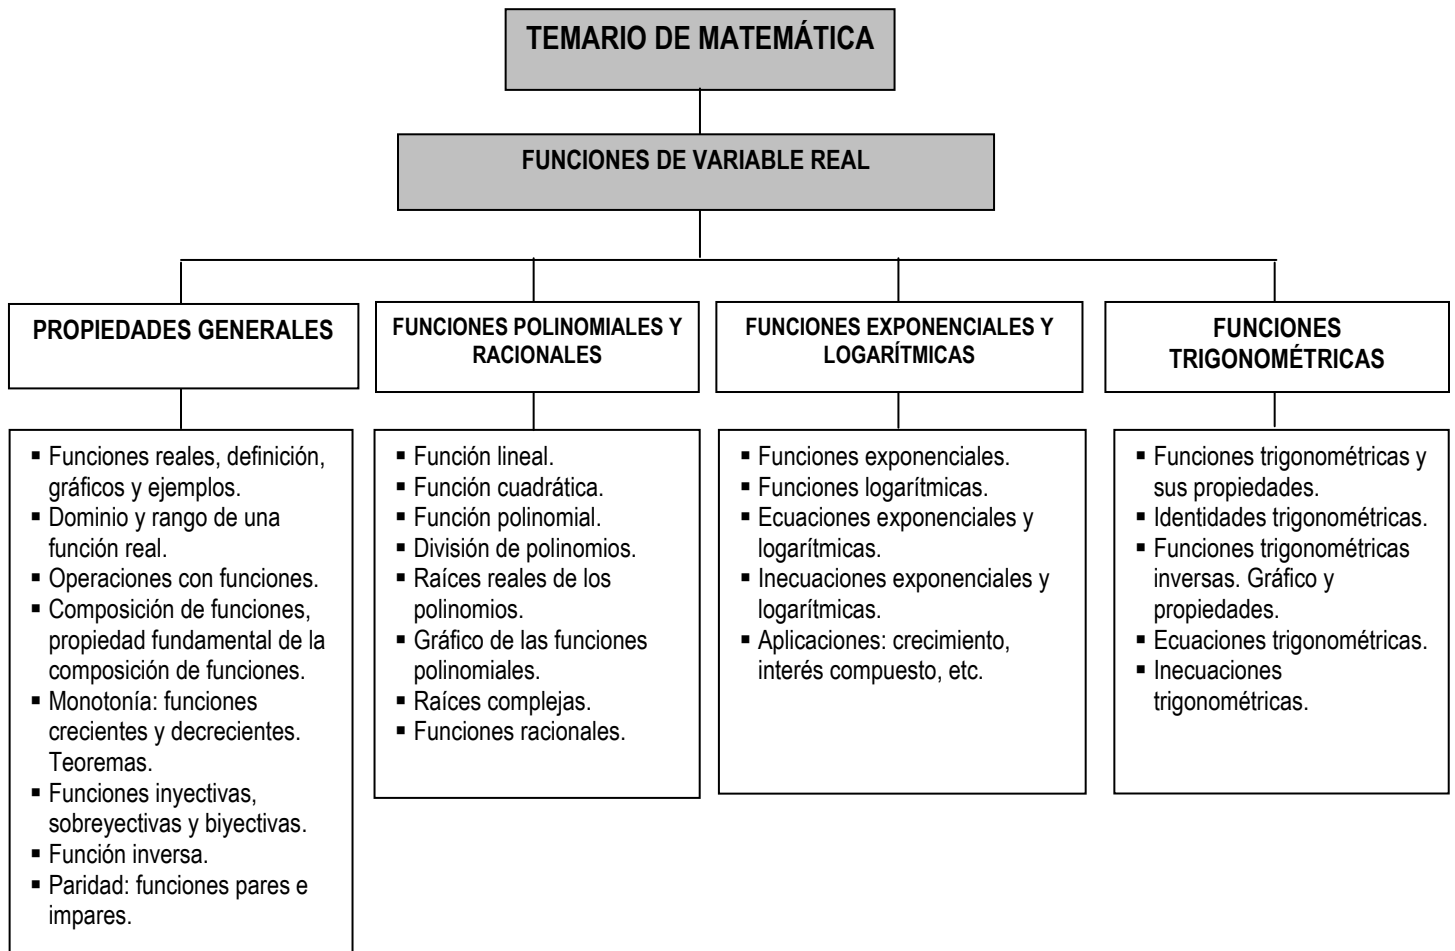 TEMARIO DE MATEMÁTICA
FUNCIONES DE VARIABLE REAL
PROPIEDADES GENERALES
▪ Funciones reales, definición,
gráficos y ejemplos.
▪ Dominio y rango de una
función real.
▪ Operaciones con funciones.
▪ Composición de funciones,
propiedad fundamental de la
composición de funciones.
▪ Monotonía: funciones
crecientes y decrecientes.
Teoremas.
▪ Funciones inyectivas,
sobreyectivas y biyectivas.
▪ Función inversa.
▪ Paridad: funciones pares e
impares.
FUNCIONES POLINOMIALES Y
RACIONALES
▪ Función lineal.
▪ Función cuadrática.
▪ Función polinomial.
▪ División de polinomios.
▪ Raíces reales de los
polinomios.
▪ Gráfico de las funciones
polinomiales.
▪ Raíces complejas.
▪ Funciones racionales.
FUNCIONES EXPONENCIALES Y
LOGARÍTMICAS
▪ Funciones exponenciales.
▪ Funciones logarítmicas.
▪ Ecuaciones exponenciales y
logarítmicas.
▪ Inecuaciones exponenciales y
logarítmicas.
▪ Aplicaciones: crecimiento,
interés compuesto, etc.
FUNCIONES
TRIGONOMÉTRICAS
▪ Funciones trigonométricas y
sus propiedades.
▪ Identidades trigonométricas.
▪ Funciones trigonométricas
inversas. Gráfico y
propiedades.
▪ Ecuaciones trigonométricas.
▪ Inecuaciones
trigonométricas.